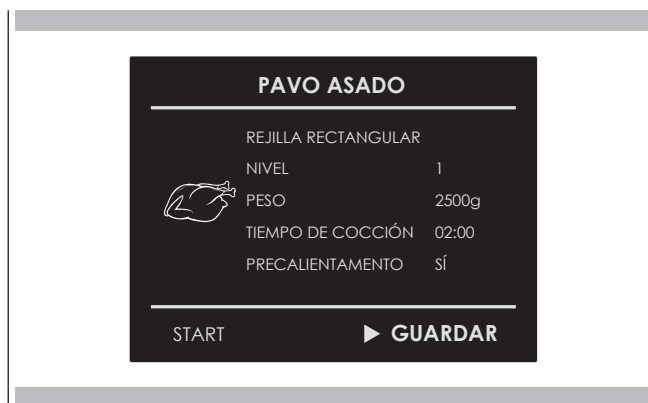 PAVO ASADO
REJILLA RECTANGULAR
NIVEL 1
PESO 2500g
TIEMPO DE COCCIÓN 02:00
PRECALIENTAMENTO SÍ
START ▶ GUARDAR